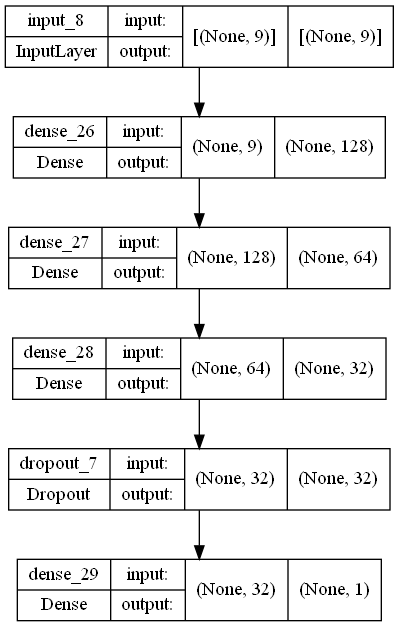 input_8 input: [(None, 9)] [(None, 9)]
InputLayer output:
dense_26 input: (None, 9) (None, 128)
Dense output:
dense_27 input: (None, 128) (None, 64)
Dense output:
dense_28 input: (None, 64) (None, 32)
Dense output:
dropout_7 input: (None, 32) (None, 32)
Dropout output:
dense_29 input: (None, 32) (None, 1)
Dense output: